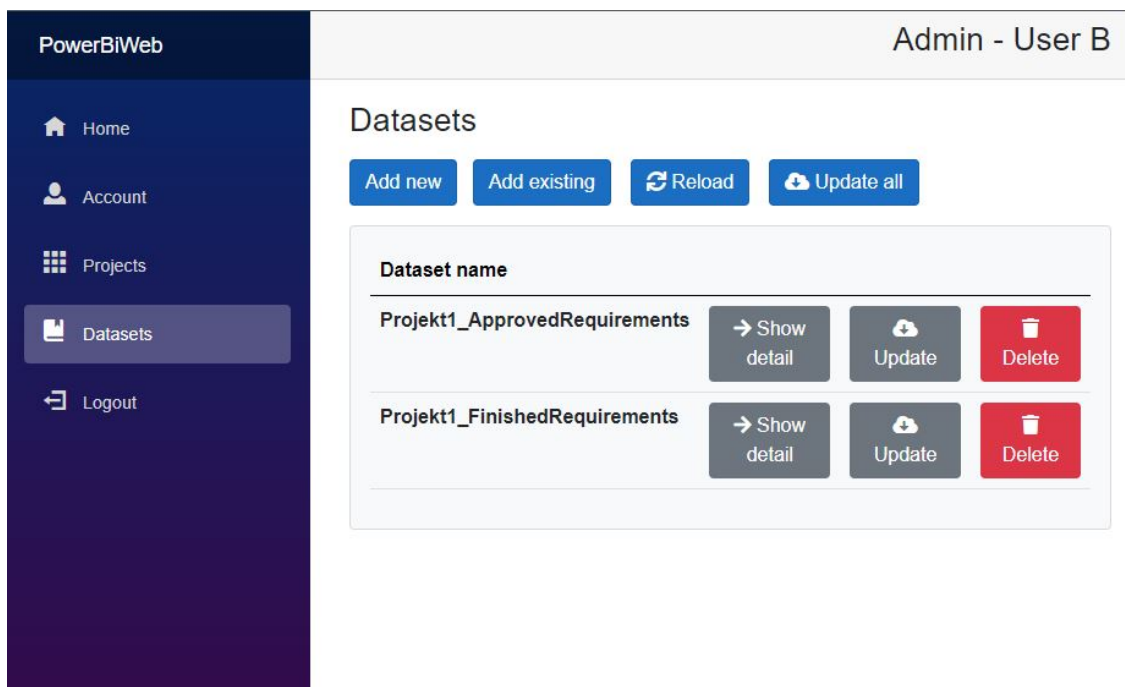 PowerBiWeb
Admin - User B
Home
Account
Projects
Datasets
Logout
Datasets
Add new
Add existing
Reload
Update all
Dataset name
Projekt1_ApprovedRequirements
Show
detail
Update
Delete
Projekt1_FinishedRequirements
Show
detail
Update
Delete